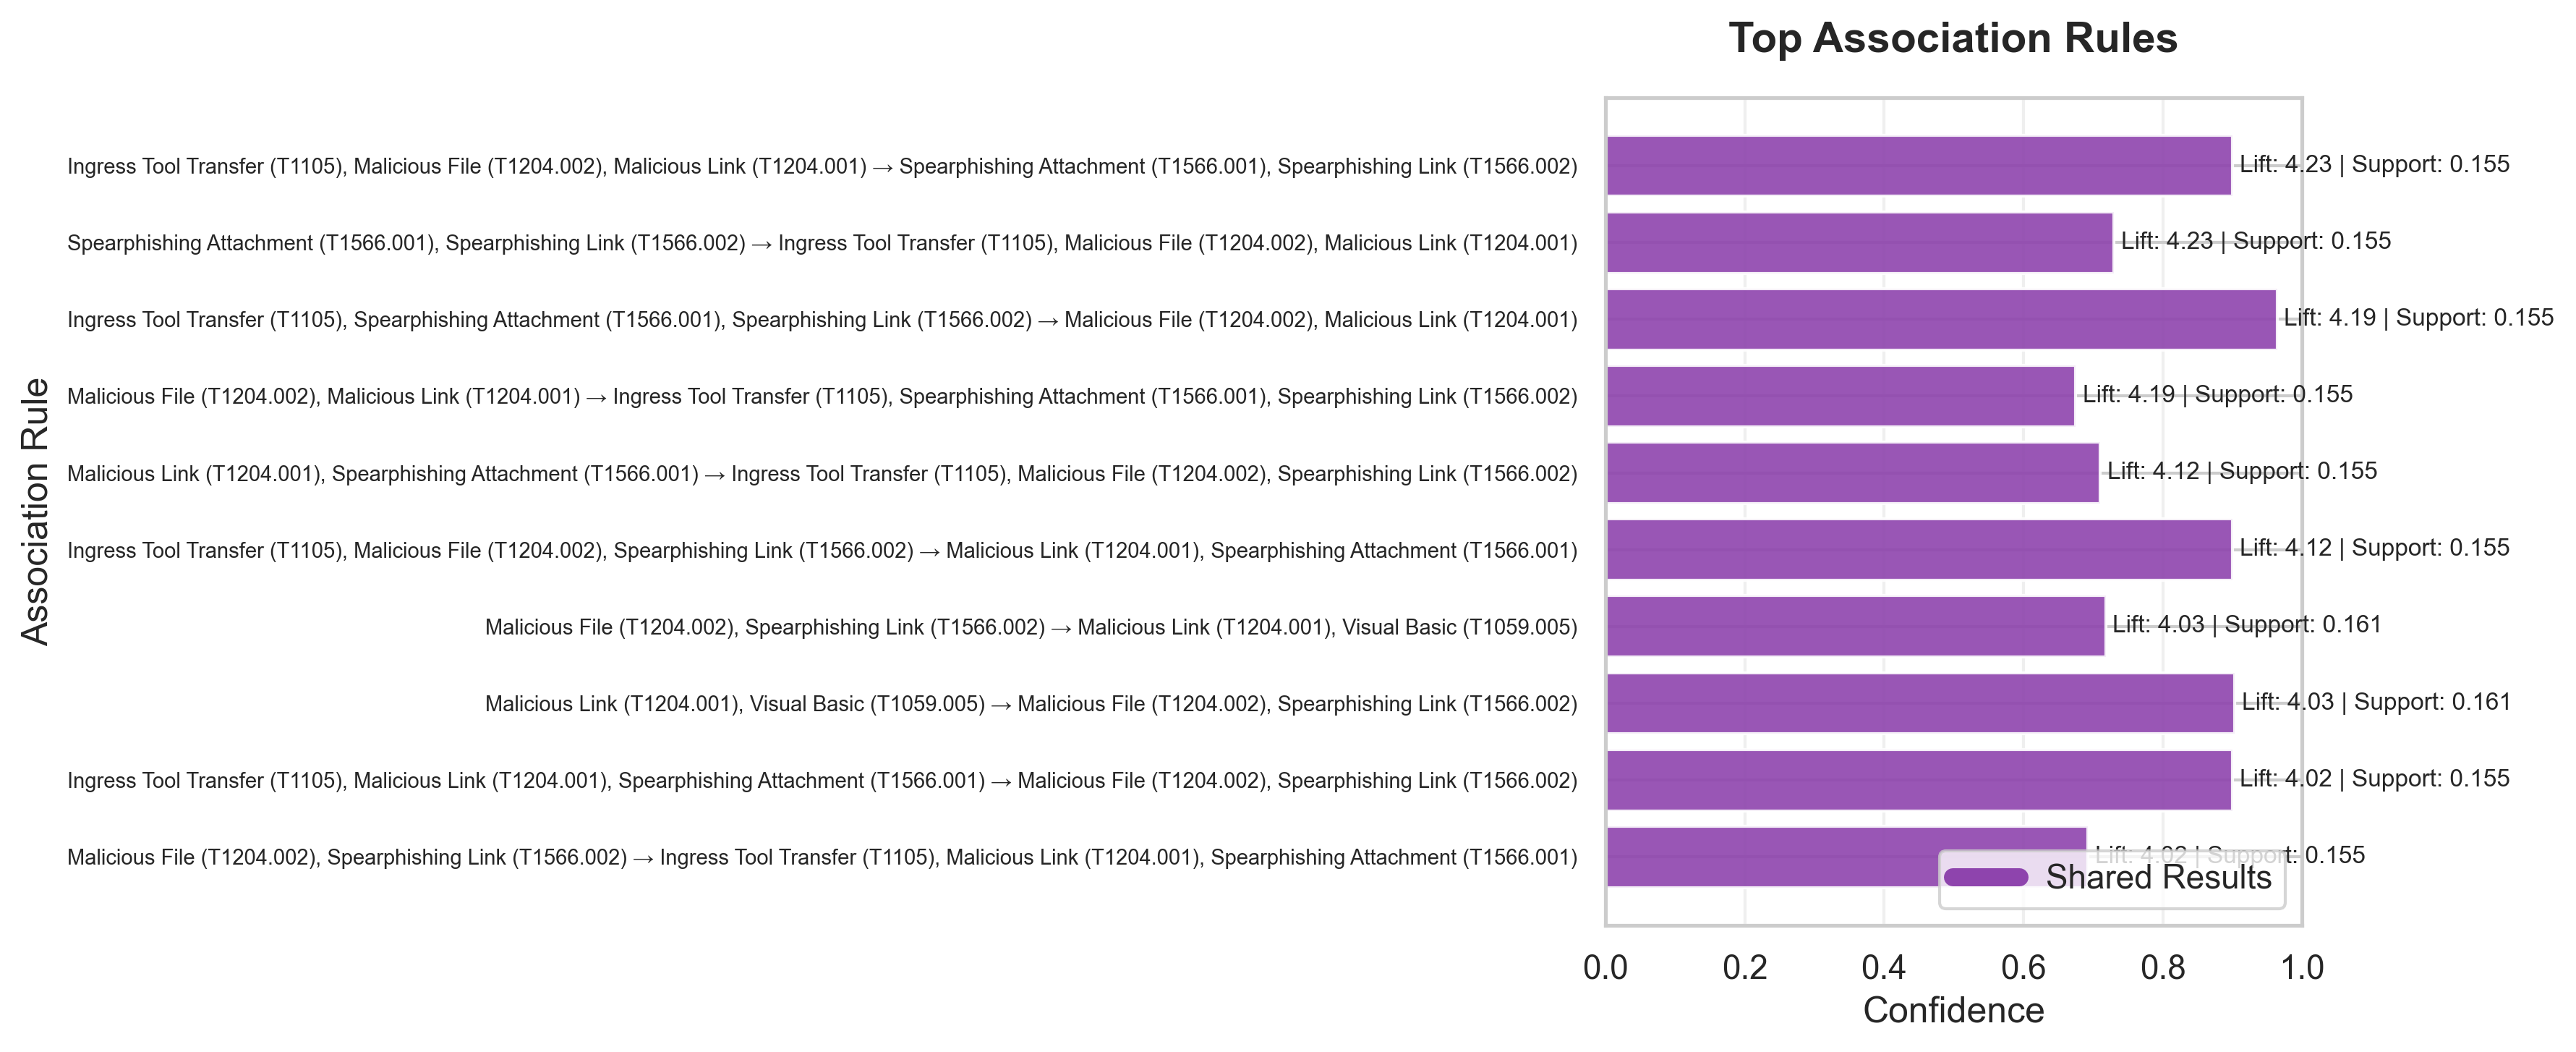 Top Association Rules
Association Rule
Ingress Tool Transfer (T1105), Malicious File (T1204.002), Malicious Link (T1204.001) → Spearphishing Attachment (T1566.001), Spearphishing Link (T1566.002)
Lift: 4.23 | Support: 0.155
Spearphishing Attachment (T1566.001), Spearphishing Link (T1566.002) → Ingress Tool Transfer (T1105), Malicious File (T1204.002), Malicious Link (T1204.001)
Lift: 4.23 | Support: 0.155
Ingress Tool Transfer (T1105), Spearphishing Attachment (T1566.001), Spearphishing Link (T1566.002) → Malicious File (T1204.002), Malicious Link (T1204.001)
Lift: 4.19 | Support: 0.155
Malicious File (T1204.002), Malicious Link (T1204.001) → Ingress Tool Transfer (T1105), Spearphishing Attachment (T1566.001), Spearphishing Link (T1566.002)
Lift: 4.19 | Support: 0.155
Malicious Link (T1204.001), Spearphishing Attachment (T1566.001) → Ingress Tool Transfer (T1105), Malicious File (T1204.002), Spearphishing Link (T1566.002)
Lift: 4.12 | Support: 0.155
Ingress Tool Transfer (T1105), Malicious File (T1204.002), Spearphishing Link (T1566.002) → Malicious Link (T1204.001), Spearphishing Attachment (T1566.001)
Lift: 4.12 | Support: 0.155
Malicious File (T1204.002), Spearphishing Link (T1566.002) → Malicious Link (T1204.001), Visual Basic (T1059.005)
Lift: 4.03 | Support: 0.161
Malicious Link (T1204.001), Visual Basic (T1059.005) → Malicious File (T1204.002), Spearphishing Link (T1566.002)
Lift: 4.03 | Support: 0.161
Ingress Tool Transfer (T1105), Malicious Link (T1204.001), Spearphishing Attachment (T1566.001) → Malicious File (T1204.002), Spearphishing Link (T1566.002)
Lift: 4.02 | Support: 0.155
Malicious File (T1204.002), Spearphishing Link (T1566.002) → Ingress Tool Transfer (T1105), Malicious Link (T1204.001), Spearphishing Attachment (T1566.001)
Lift: 4.02 | Support: 0.155
Shared Results
0.0 0.2 0.4 0.6 0.8 1.0
Confidence